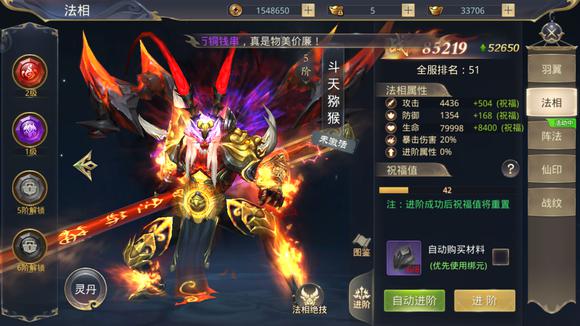 法相
1548650
5
33706
万铜钱串，真是物美价廉！
85219
52650
全服排名：51
法相属性
攻击 4436 +504 (祝福)
防御 1354 +168 (祝福)
生命 79998 +8400 (祝福)
暴击伤害 20%
进阶属性 0%
祝福值
?
42
注：进阶成功后祝福值将重置
自动购买材料
(优先使用绑元)
自动进阶
进阶
5阶
斗天猕猴
未激活
2级
1级
5阶解锁
6阶解锁
灵丹
法相绝技
图鉴
进阶
羽翼
法相
活动中
阵法
仙印
战纹